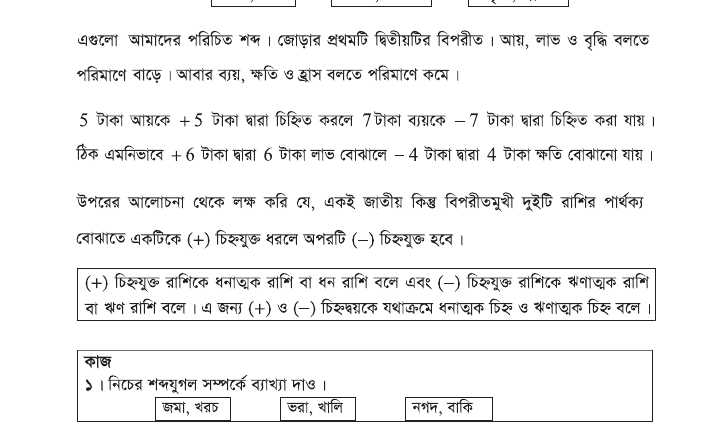 এগুলো আমাদের পরিচিত শব্দ। জোড়ার প্রথমটি দ্বিতীয়টির বিপরীত। আয়, লাভ ও বৃদ্ধি বলতে
পরিমাণে বাড়ে। আবার ব্যয়, ক্ষতি ও হ্রাস বলতে পরিমাণে কমে।
5 টাকা আয়কে +5 টাকা দ্বারা চিহ্নিত করলে 7 টাকা ব্যয়কে −7 টাকা দ্বারা চিহ্নিত করা যায়।
ঠিক এমনিভাবে +6 টাকা দ্বারা 6 টাকা লাভ বোঝালে −4 টাকা দ্বারা 4 টাকা ক্ষতি বোঝানো যায়।
উপরের আলোচনা থেকে লক্ষ করি যে, একই জাতীয় কিন্তু বিপরীতমুখী দুইটি রাশির পার্থক্য
বোঝাতে একটিকে (+) চিহ্নযুক্ত ধরলে অপরটি (−) চিহ্নযুক্ত হবে।
(+) চিহ্নযুক্ত রাশিকে ধনাত্মক রাশি বা ধন রাশি বলে এবং (−) চিহ্নযুক্ত রাশিকে ঋণাত্মক রাশি
বা ঋণ রাশি বলে। এ জন্য (+) ও (−) চিহ্নদ্বয়কে যথাক্রমে ধনাত্মক চিহ্ন ও ঋণাত্মক চিহ্ন বলে।
কাজ
১। নিচের শব্দযুগল সম্পর্কে ব্যাখ্যা দাও।
জমা, খরচ ভরা, খালি নগদ, বাকি